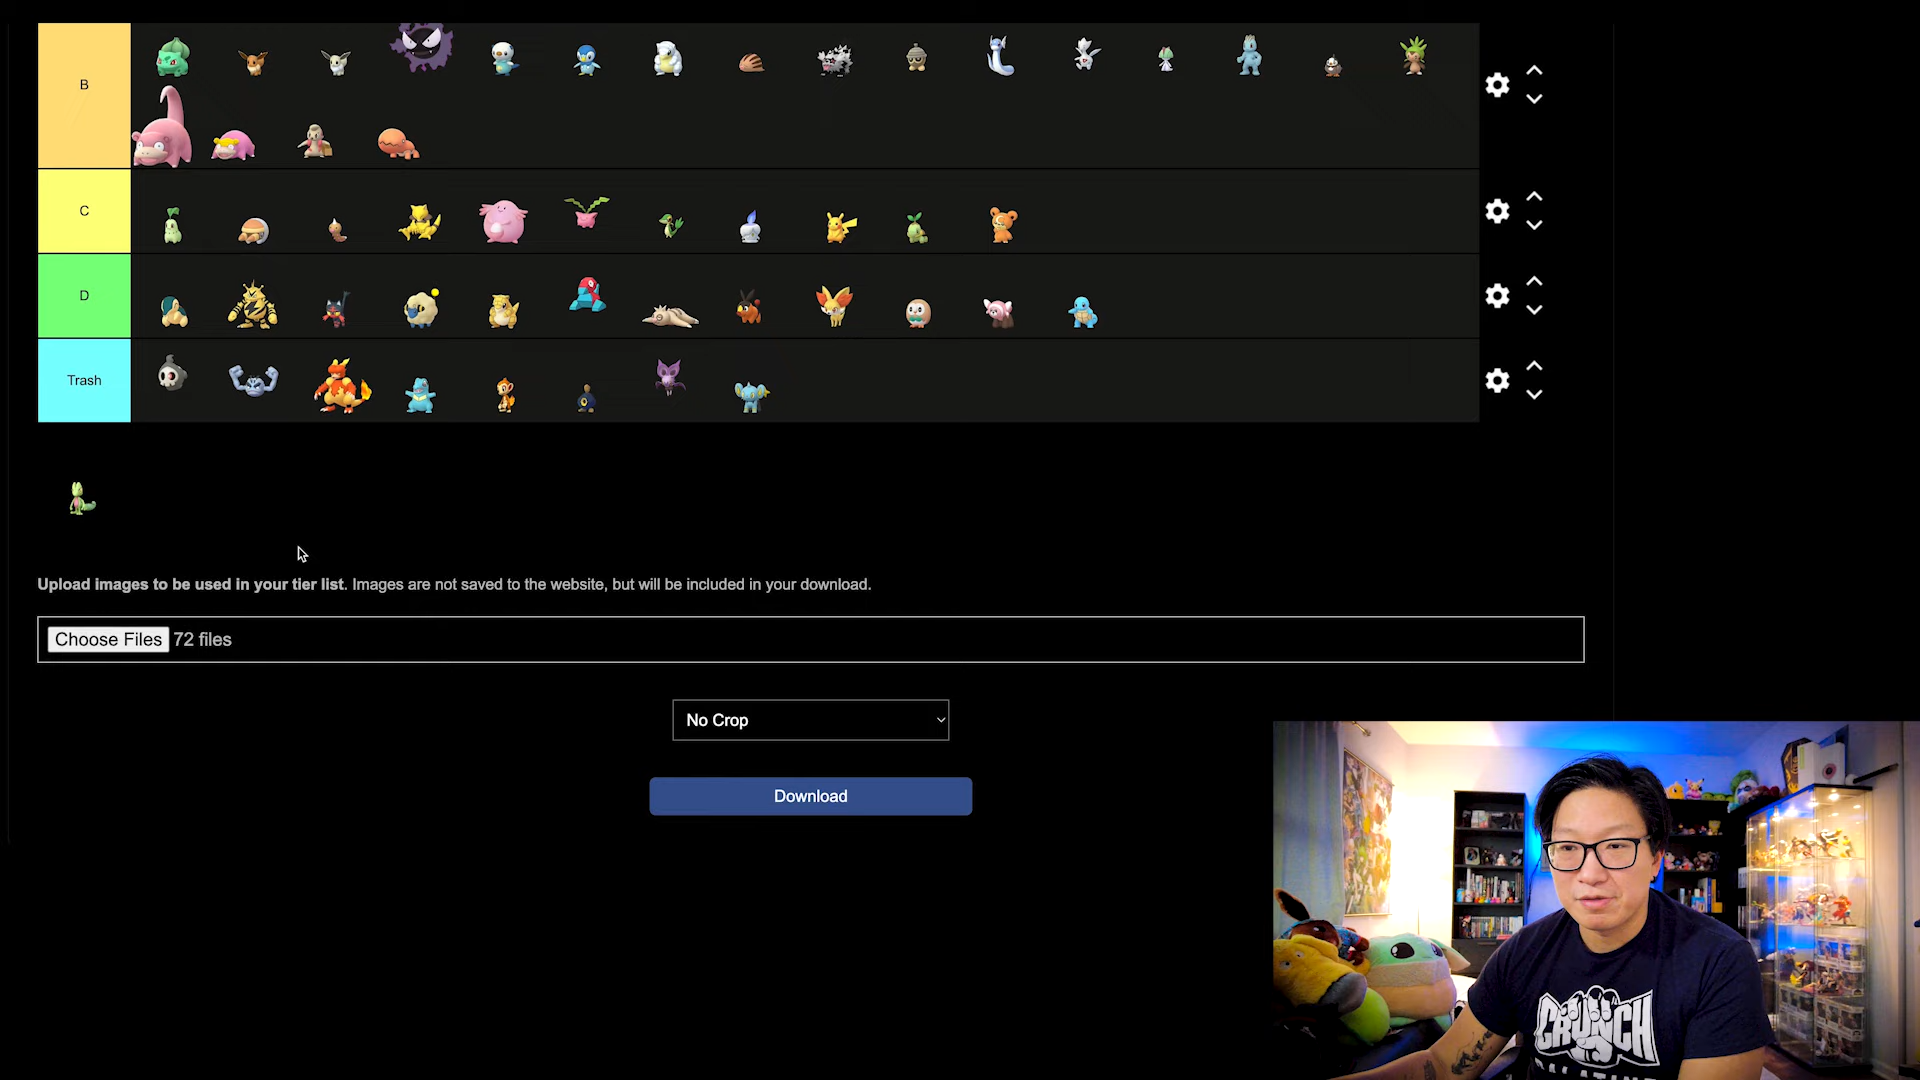 B
C
D
Trash
Upload images to be used in your tier list. Images are not saved to the website, but will be included in your download.
Choose Files 72 files
No Crop
Download
CRUNCH